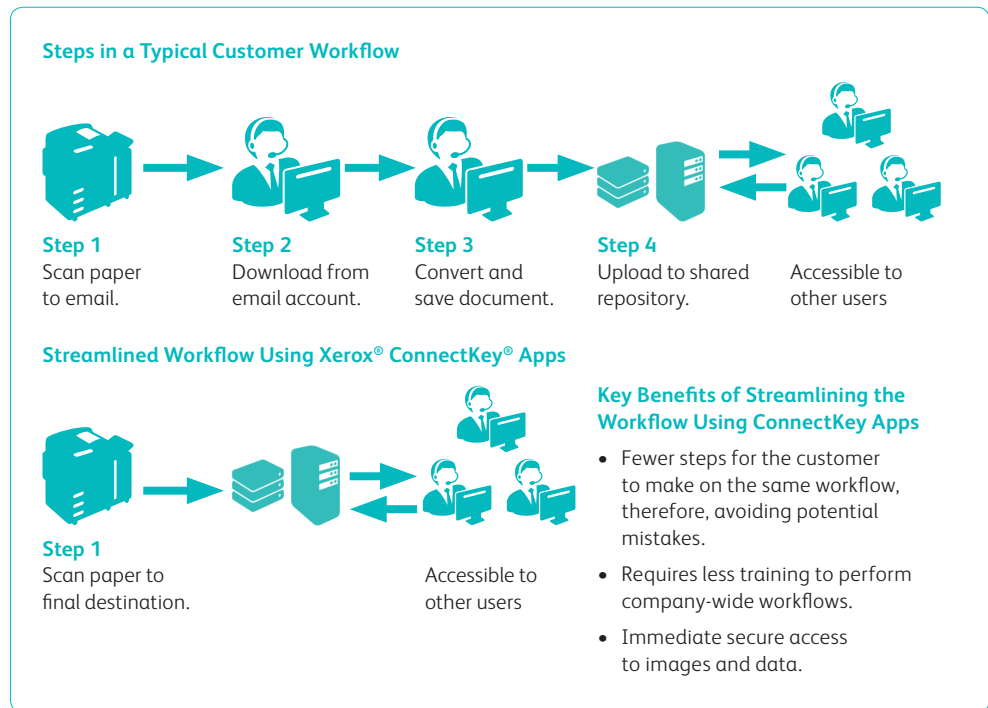 Steps in a Typical Customer Workflow
Step 1
Scan paper
to email.
Step 2
Download from
email account.
Step 3
Convert and
save document.
Step 4
Upload to shared
repository.
Accessible to
other users
Streamlined Workflow Using Xerox® ConnectKey® Apps
Step 1
Scan paper to
final destination.
Accessible to
other users
Key Benefits of Streamlining the
Workflow Using ConnectKey Apps
• Fewer steps for the customer
to make on the same workflow,
therefore, avoiding potential
mistakes.
• Requires less training to perform
company-wide workflows.
• Immediate secure access
to images and data.